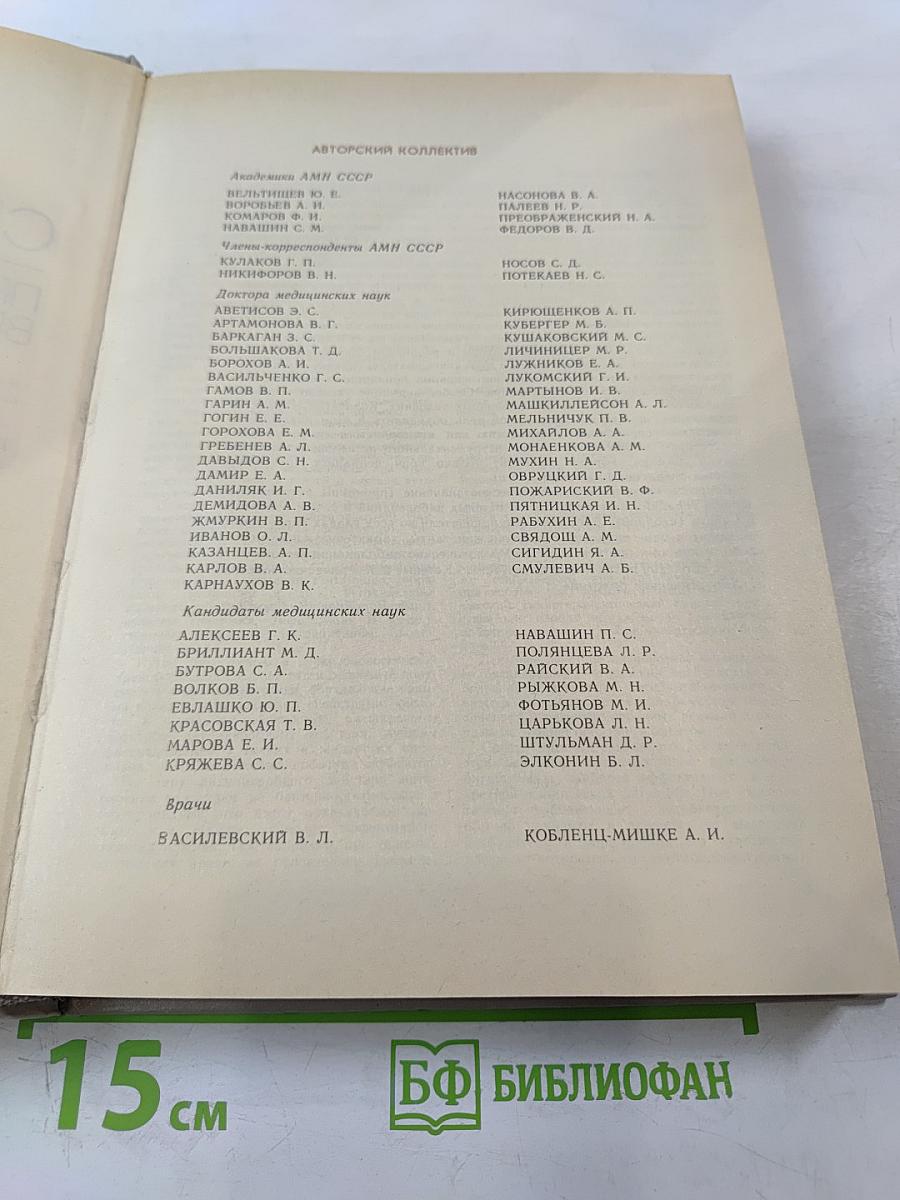 АВТОРСКИЙ КОЛЛЕКТИВ
Академики АМН СССР
ВЕЛЬТИЩЕВ Ю. Е.
ВОРОБЬЕВ А. И.
КОМАРОВ Ф. И.
НАВАШИН С. М.
НАСОНОВА В. А.
ПАЛЕЕВ Н. Р.
ПРЕОБРАЖЕНСКИЙ Н. А.
ФЕДОРОВ В. Д.
Члены-корреспонденты АМН СССР
КУЛАКОВ Г. П.
НИКИФОРОВ В. Н.
НОСОВ С. Д.
ПОТЕКАЕВ Н. С.
Доктора медицинских наук
АВЕТИСОВ Э. С.
АРТАМОНОВА В. Г.
БАРКАГАН З. С.
БОЛЬШАКОВА Т. Д.
БОРОХОВ А. И.
ВАСИЛЬЧЕНКО Г. С.
ГАМОВ В. П.
ГАРИН А. М.
ГОГИН Е. Е.
ГОРОХОВА Е. М.
ГРЕБЕНЕВ А. Л.
ДАВЫДОВ С. Н.
ДАМИР Е. А.
ДАНИЛЯК И. Г.
ДЕМИДОВА А. В.
ЖМУРКИН В. П.
ИВАНОВ О. Л.
КАЗАНЦЕВ. А. П.
КАРЛОВ В. А.
КАРНАУХОВ В. К.
КИРЮЩЕНКОВ А. П.
КУБЕРГЕР М. Б.
КУШАКОВСКИЙ М. С.
ЛИЧИНИЦЕР М. Р.
ЛУЖНИКОВ Е. А.
ЛУКОМСКИЙ Г. И.
МАРТЫНОВ И. В.
МАШКИЛЛЕЙСОН А. Л.
МЕЛЬНИЧУК П. В.
МИХАЙЛОВ А. А.
МОНАЕНКОВА А. М.
МУХИН Н. А.
ОВРУЦКИЙ Г. Д.
ПОЖАРИСКИЙ В. Ф.
ПЯТНИЦКАЯ И. Н.
РАБУХИН А. Е.
СВЯДОЩ А. М.
СИГИДИН Я. А.
СМУЛЕВИЧ А. Б.
Кандидаты медицинских наук
АЛЕКСЕЕВ Г. К.
БРИЛЛИАНТ М. Д.
БУТРОВА С. А.
ВОЛКОВ Б. П.
ЕВЛАШКО Ю. П.
КРАСОВСКАЯ Т. В.
МАРОВА Е. И.
КРЯЖЕВА С. С.
НАВАШИН П. С.
ПОЛЯНЦЕВА Л. Р.
РАЙСКИЙ В. А.
РЫЖКОВА М. Н.
ФОТЬЯНОВ М. И.
ЦАРЬКОВА Л. Н.
ШТУЛЬМАН Д. Р.
ЭЛКОНИН Б. Л.
Врачи
ВАСИЛЕВСКИЙ В. Л.
КОБЛЕНЦ-МИШКЕ А. И.
15 см
БФ БИБЛИОФАН